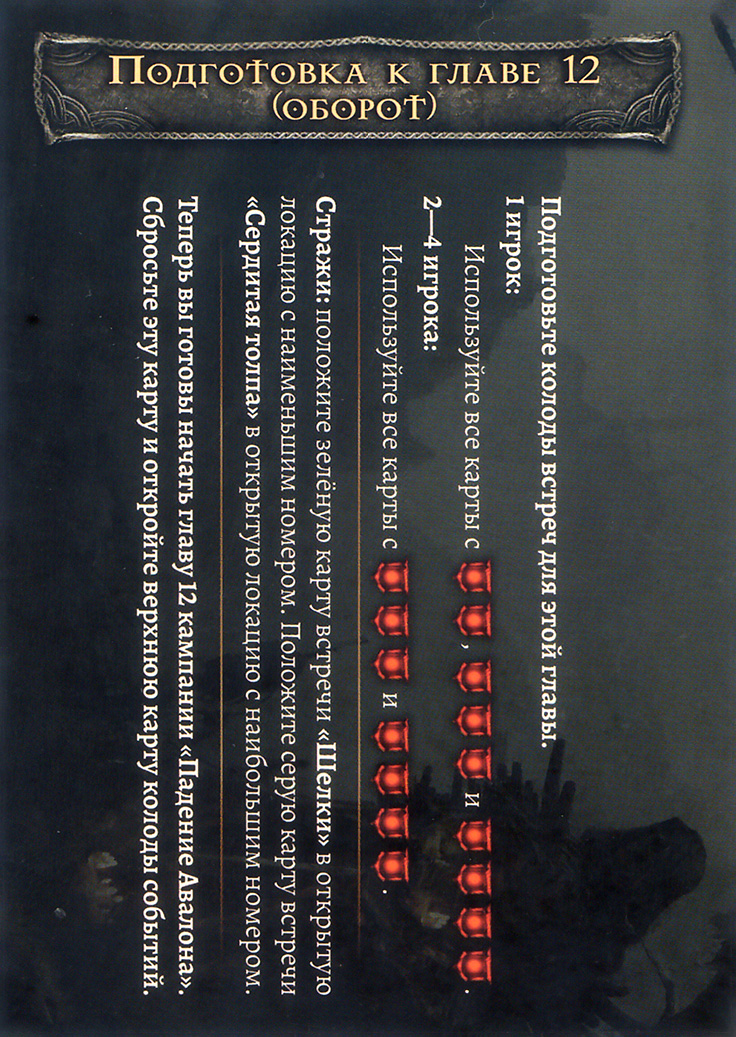 Подготовка к главе 12
(оборот)
Подготовьте колоды встреч для этой главы.
1 игрок:
Используйте все карты с , и .
2—4 игрока:
Используйте все карты с и .
Стражи: положите зелёную карту встречи «Шелки» в открытую
локацию с наименьшим номером. Положите серую карту встречи
«Сердитая толпа» в открытую локацию с наибольшим номером.
Теперь вы готовы начать главу 12 кампании «Падение Авалона».
Сбросьте эту карту и откройте верхнюю карту колоды событий.